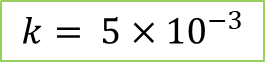 k = 5 × 10⁻³